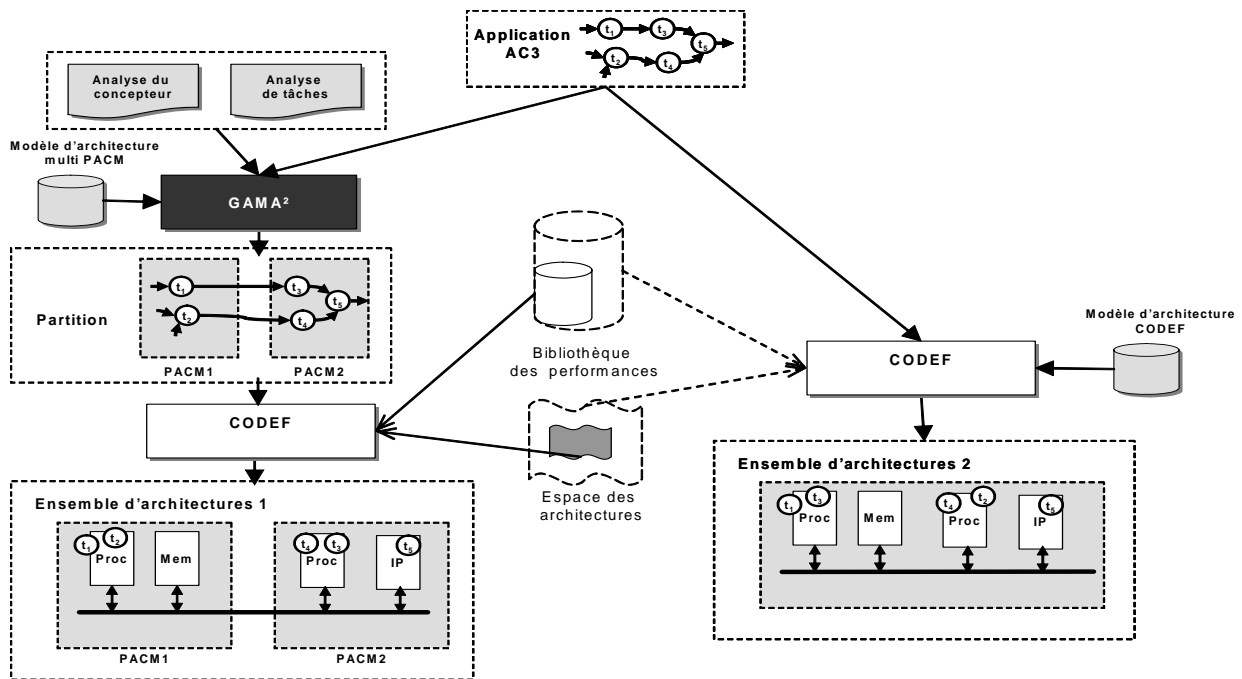 Application
AC3
t1
t3
t5
t2
t4
Analyse du
concepteur
Analyse
de tâches
Modèle d'architecture
multi PACM
GAMA²
Partition
t1
t3
t5
t2
t4
PACM1
PACM2
CODEF
Bibliothèque
des performances
Espace des
architectures
CODEF
Modèle d'architecture
CODEF
Ensemble d'architectures 1
t1
t2
Proc
Mem
t4
t3
Proc
t5
IP
PACM1
PACM2
Ensemble d'architectures 2
t1
t3
Proc
Mem
t4
t2
Proc
t5
IP